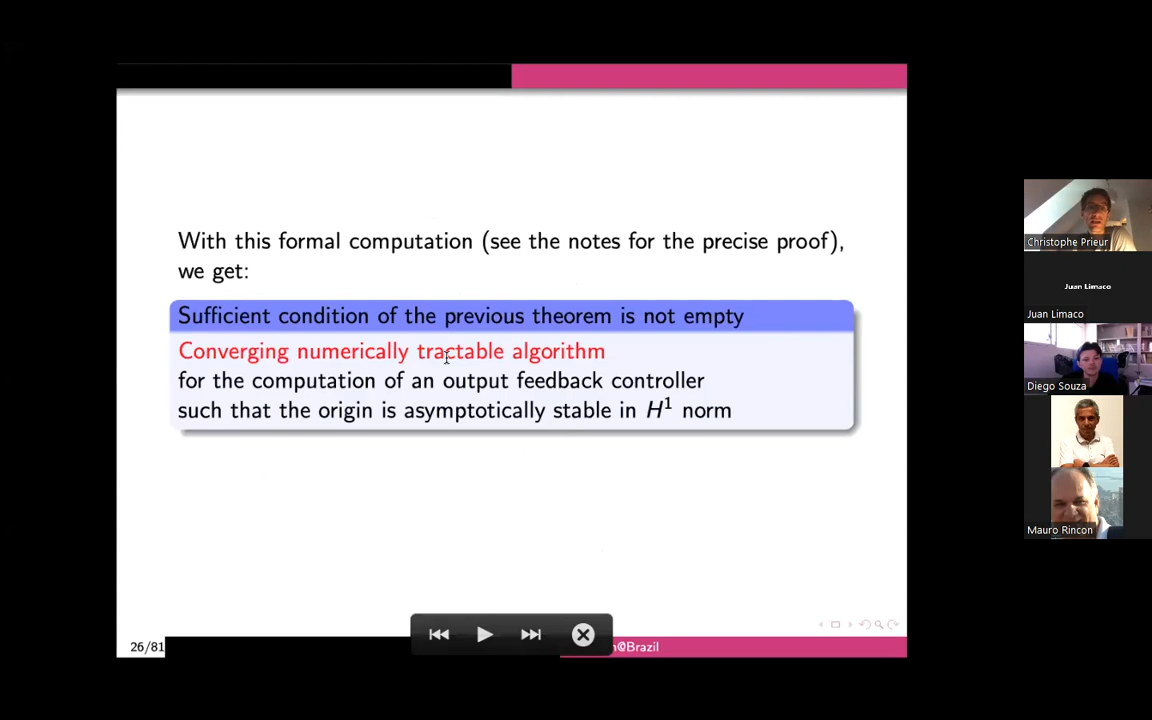 With this formal computation (see the notes for the precise proof),
we get:
Sufficient condition of the previous theorem is not empty
Converging numerically tractable algorithm
for the computation of an output feedback controller
such that the origin is asymptotically stable in H¹ norm
26/81
@Brazil
Christophe Prieur
Juan Limaco
Juan Limaco
Diego Souza
Mauro Rincon